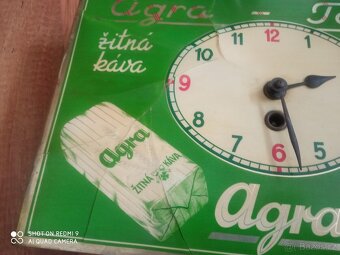 agra - T
žitná
káva
12
11
1
10
2
9
3
8
4
7
5
6
agra
ŽITNÁ KÁVA
agra
SHOT ON REDMI 9
AI QUAD CAMERA